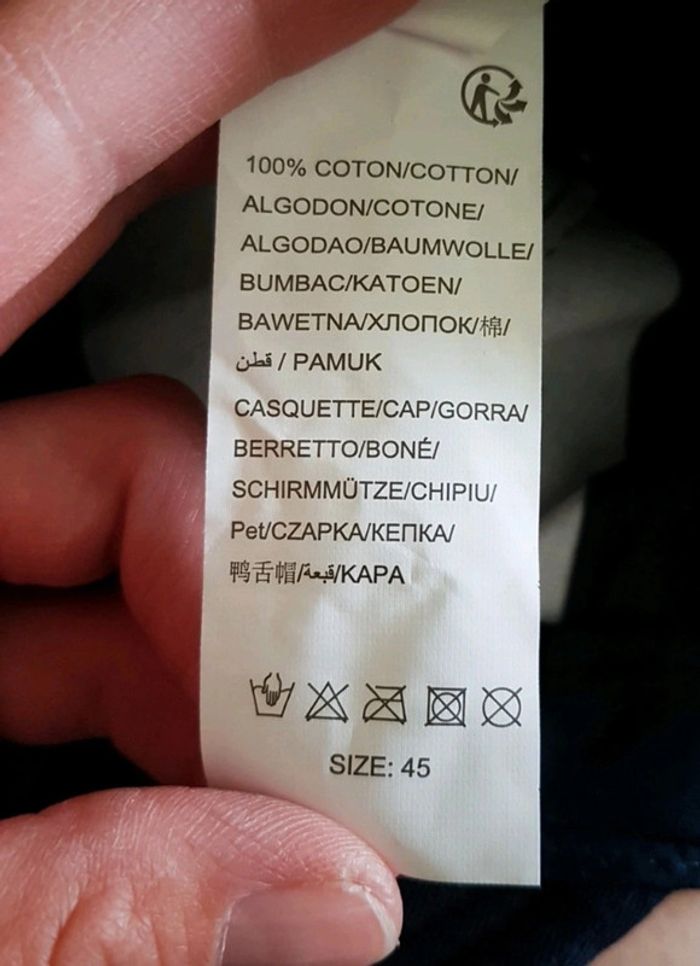 100% COTON/COTTON/
ALGODON/COTONE/
ALGODAO/BAUMWOLLE/
BUMBAC/KATOEN/
BAWETNA/ХЛОПОК/棉/
قطن / PAMUK
CASQUETTE/CAP/GORRA/
BERRETTO/BONÉ/
SCHIRMMÜTZE/CHIPIU/
Pet/CZAPKA/КЕПКА/
鸭舌帽/قبعة/KAPA
SIZE: 45